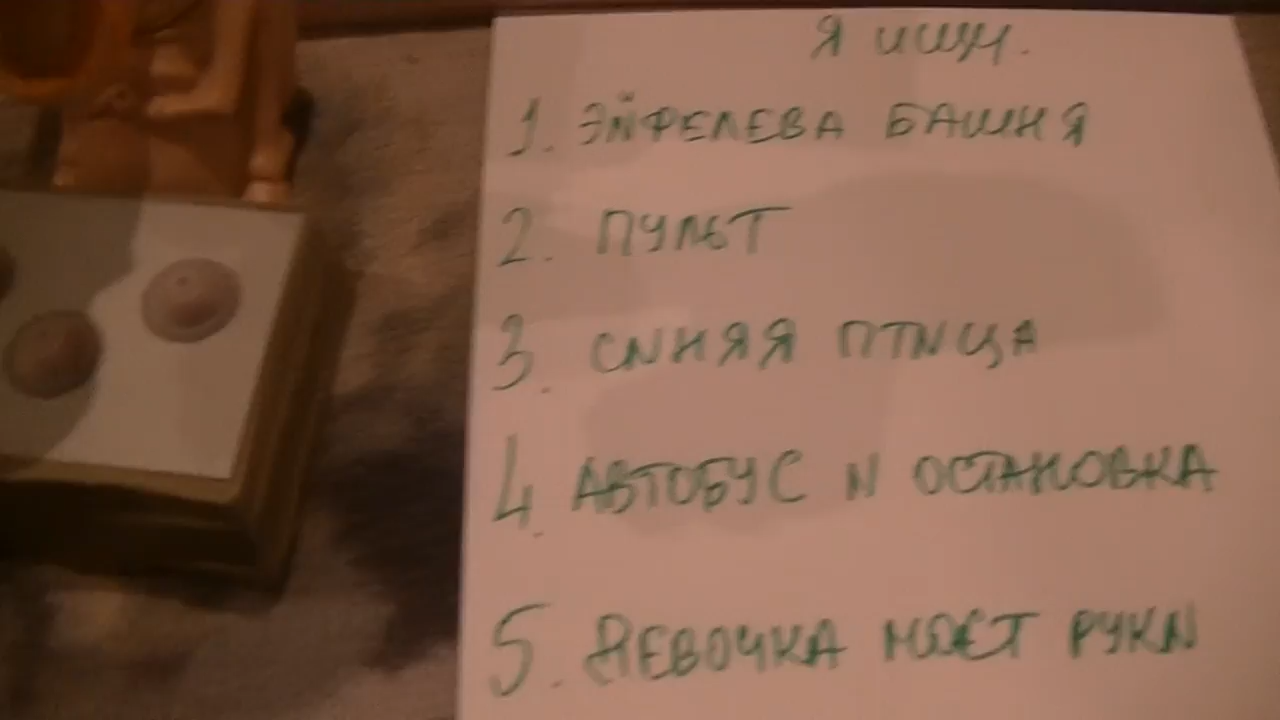 Я ищу.
1. ЭЙФЕЛЕВА БАШНЯ
2. ПУЛЬТ
3. СИНЯЯ ПТИЦА
4. АВТОБУС И ОСТАНОВКА
5. ДЕВОЧКА МОЕТ РУКИ